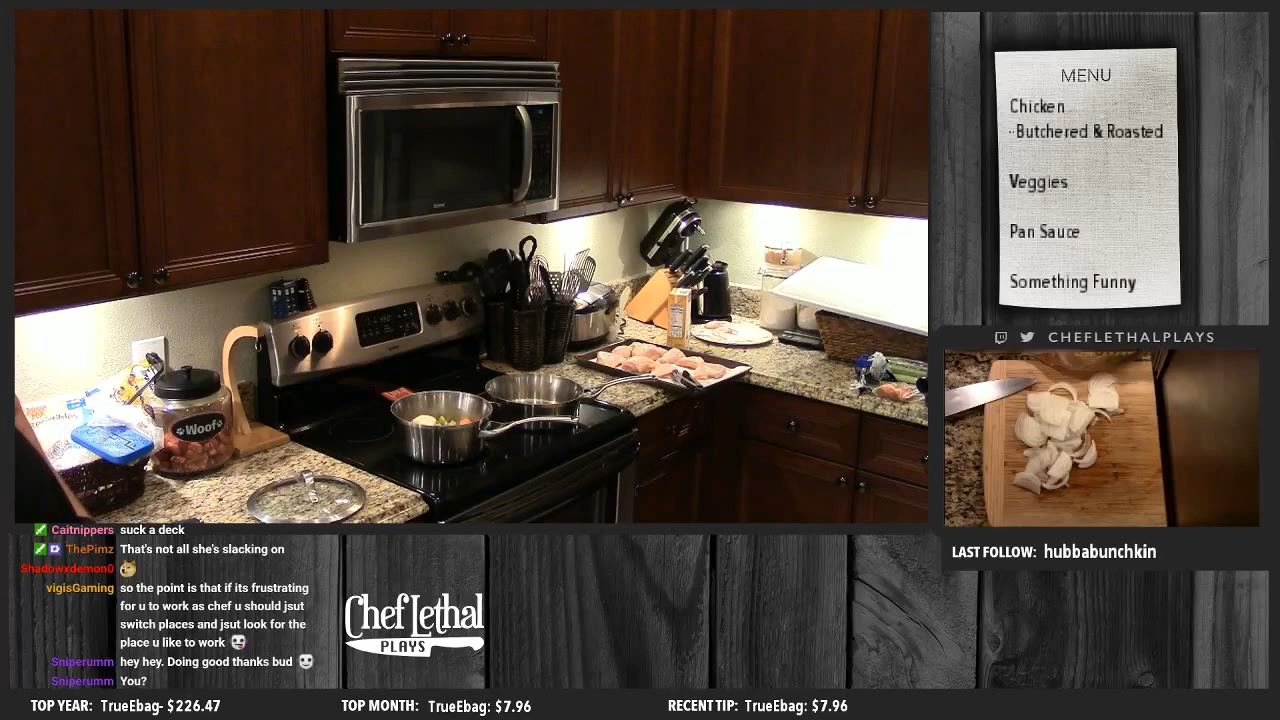 MENU
Chicken
-Butchered & Roasted
Veggies
Pan Sauce
Something Funny
Woof
CHEFLETHALPLAYS
LAST FOLLOW: hubbabunchkin
Caitnippers suck a deck
ThePimz That's not all she's slacking on
Shadowxdemon0
vigisGaming so the point is that if its frustrating
for u to work as chef u should jsut
switch places and jsut look for the
place u like to work
Sniperumm hey hey. Doing good thanks bud
Sniperumm You?
Chef Lethal
PLAYS
TOP YEAR: TrueEbag- $226.47
TOP MONTH: TrueEbag: $7.96
RECENT TIP: TrueEbag: $7.96